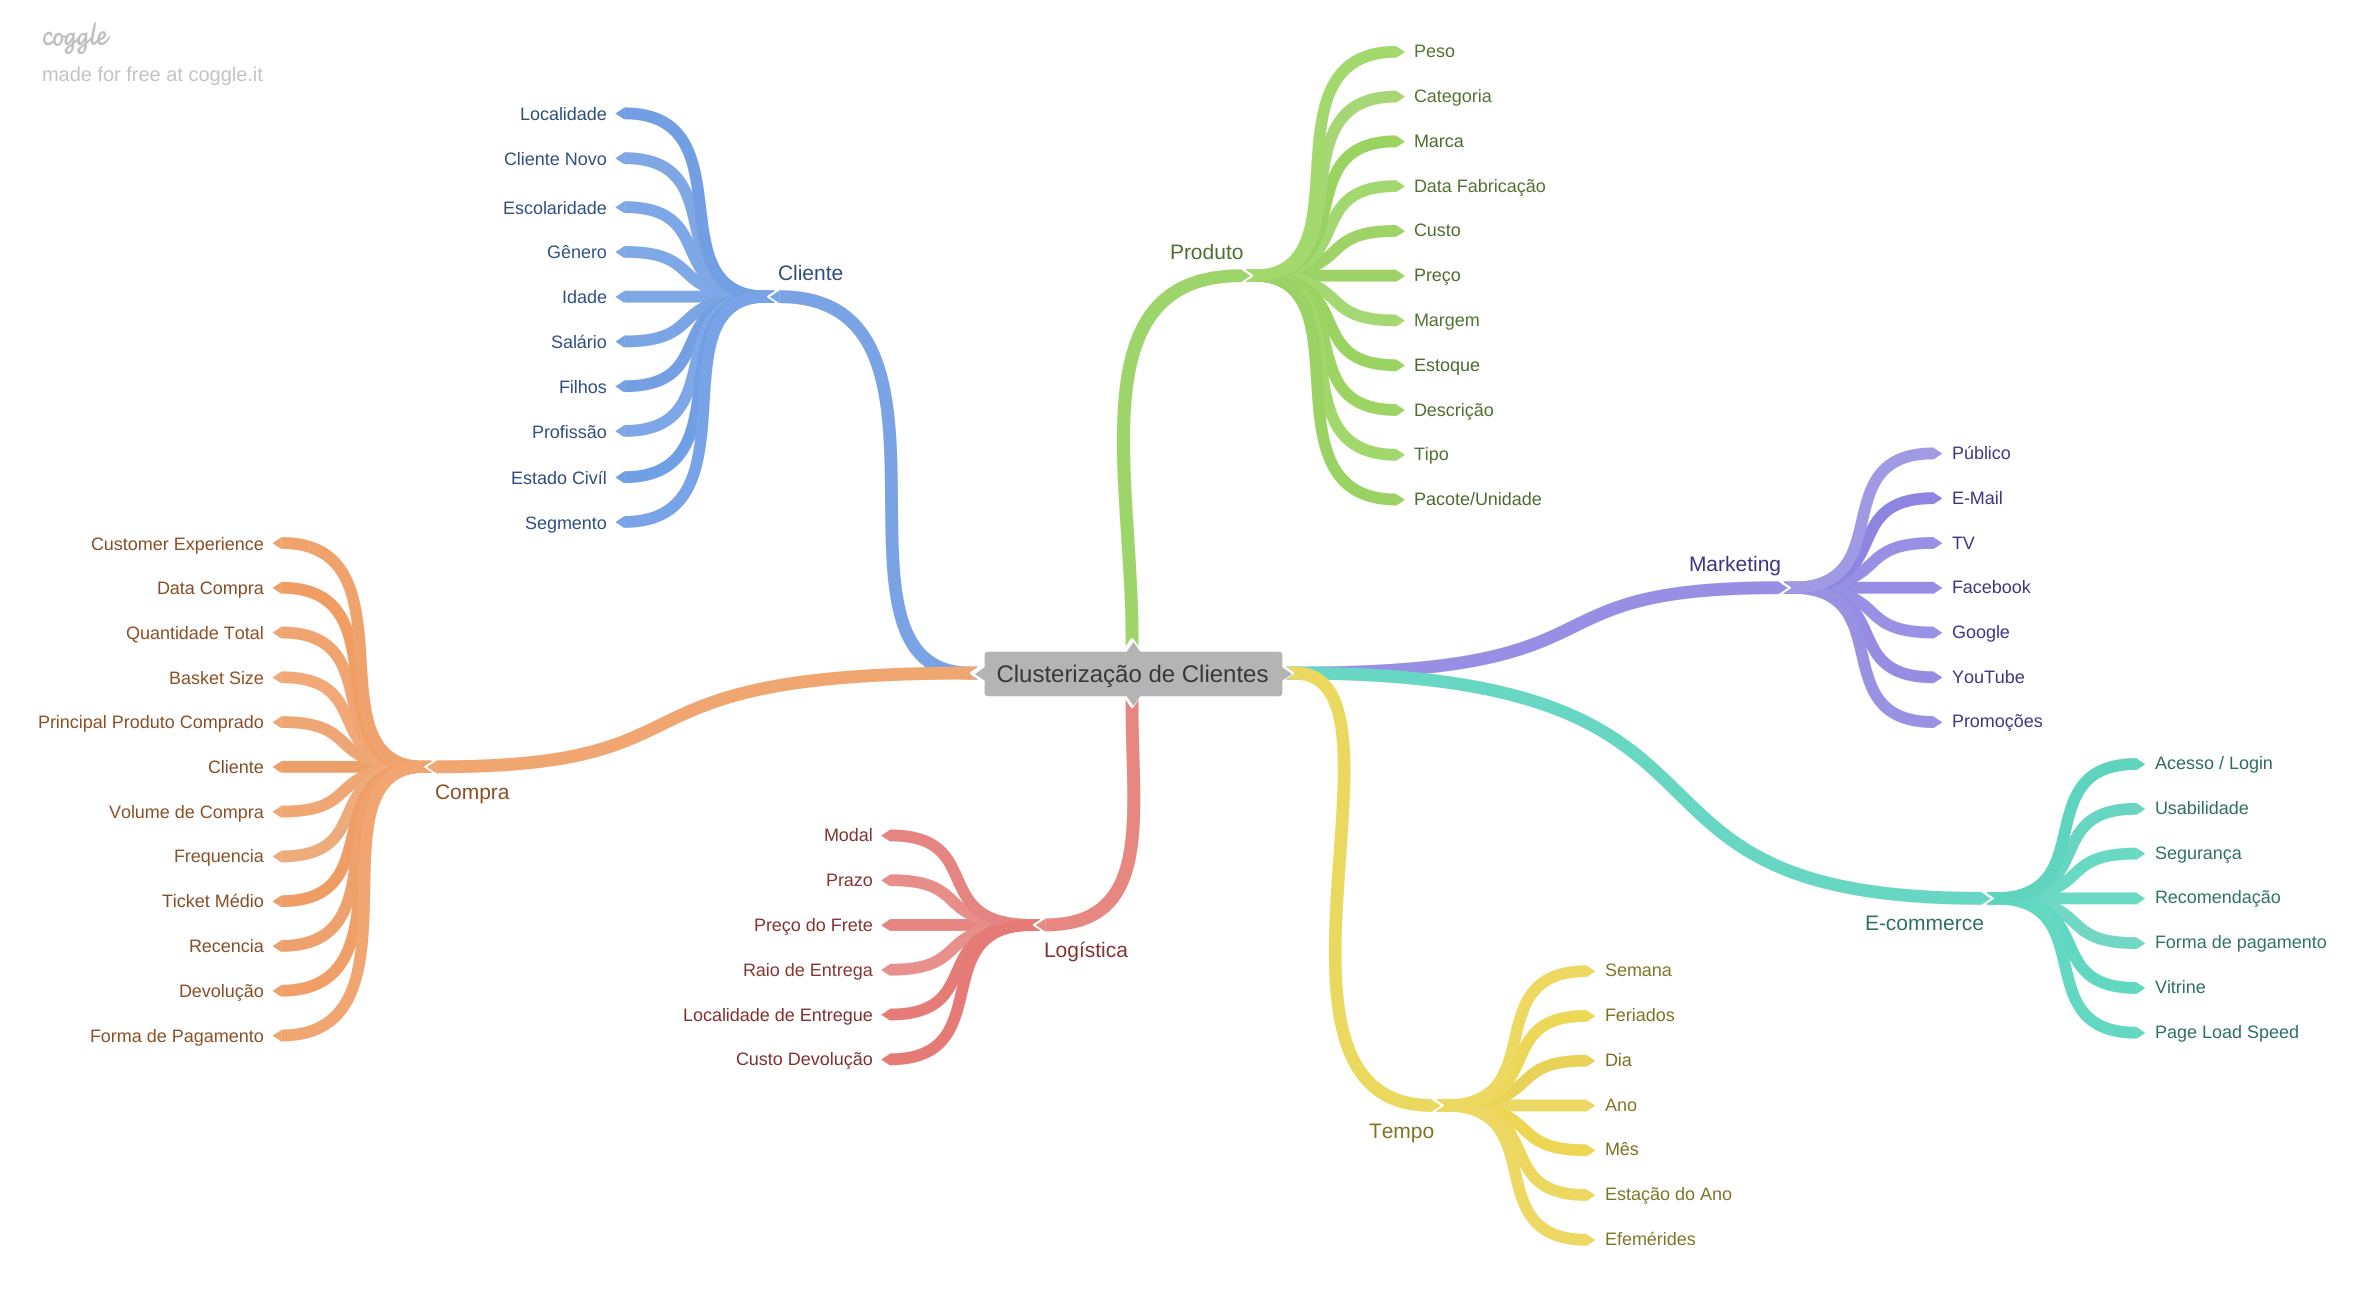 coggle
made for free at coggle.it
Clusterização de Clientes
Cliente
Localidade
Cliente Novo
Escolaridade
Gênero
Idade
Salário
Filhos
Profissão
Estado Civíl
Segmento
Produto
Peso
Categoria
Marca
Data Fabricação
Custo
Preço
Margem
Estoque
Descrição
Tipo
Pacote/Unidade
Marketing
Público
E-Mail
TV
Facebook
Google
YouTube
Promoções
Compra
Customer Experience
Data Compra
Quantidade Total
Basket Size
Principal Produto Comprado
Cliente
Volume de Compra
Frequencia
Ticket Médio
Recencia
Devolução
Forma de Pagamento
Logística
Modal
Prazo
Preço do Frete
Raio de Entrega
Localidade de Entregue
Custo Devolução
E-commerce
Acesso / Login
Usabilidade
Segurança
Recomendação
Forma de pagamento
Vitrine
Page Load Speed
Tempo
Semana
Feriados
Dia
Ano
Mês
Estação do Ano
Efemérides